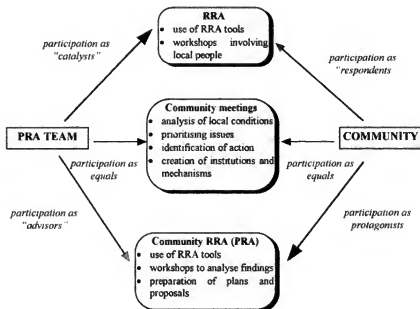 RRA
• use of RRA tools
• workshops involving
local people
participation as
"catalysts"
participation as
"respondents
Community meetings
• analysis of local conditions
• prioritising issues
• identification of action
• creation of institutions and
mechanisms
PRA TEAM
COMMUNITY
participation as
equals
participation as
equals
participation as
"advisors"
participation as
protagonists
Community RRA (PRA)
• use of RRA tools
• workshops to analyse findings
• preparation of plans and
proposals